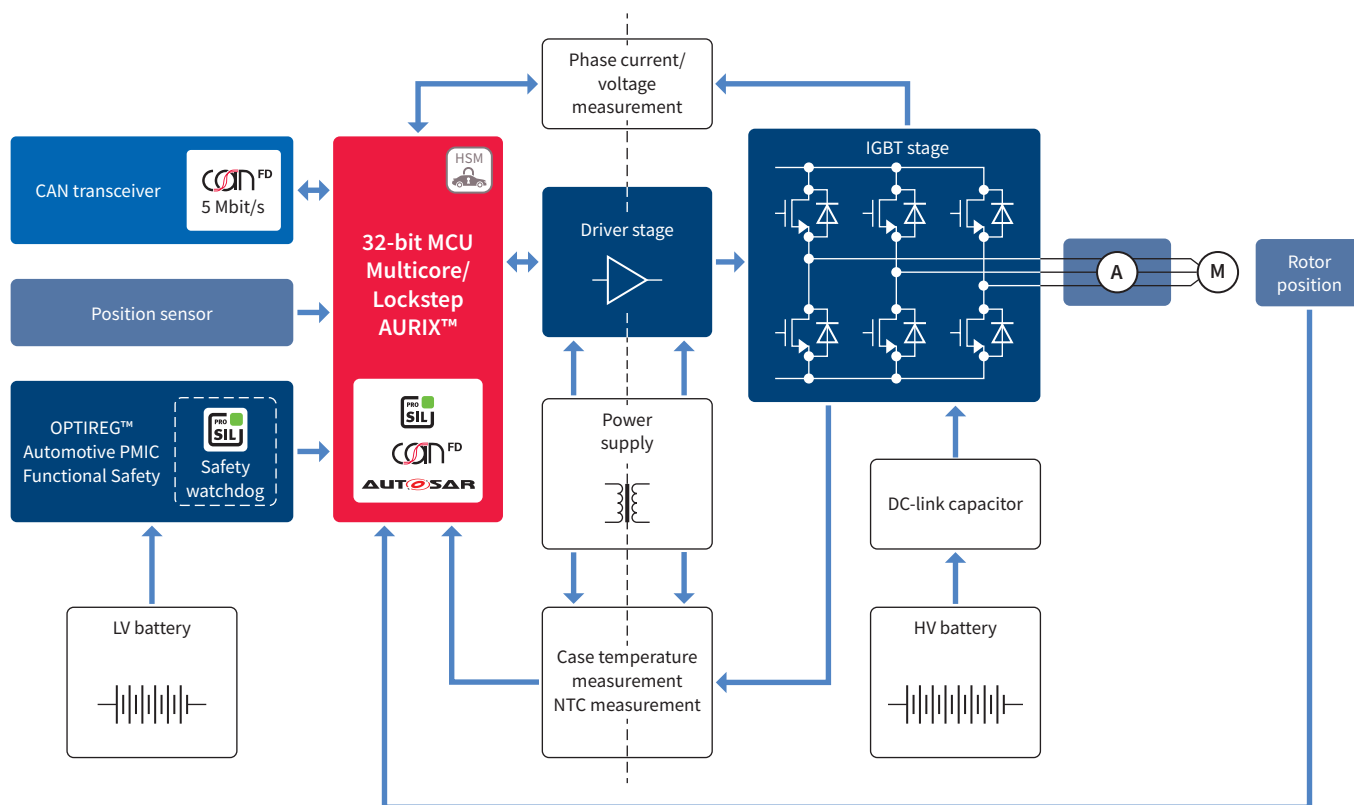 Phase current/
voltage
measurement
CAN transceiver
CAN FD
5 Mbit/s
HSM
32-bit MCU
Multicore/
Lockstep
AURIX™
Driver stage
IGBT stage
A
M
Rotor
position
Position sensor
OPTIREG™
Automotive PMIC
Functional Safety
PRO
SIL
Safety
watchdog
PRO
SIL
CAN FD
AUTOSAR
Power
supply
DC-link capacitor
LV battery
Case temperature
measurement
NTC measurement
HV battery